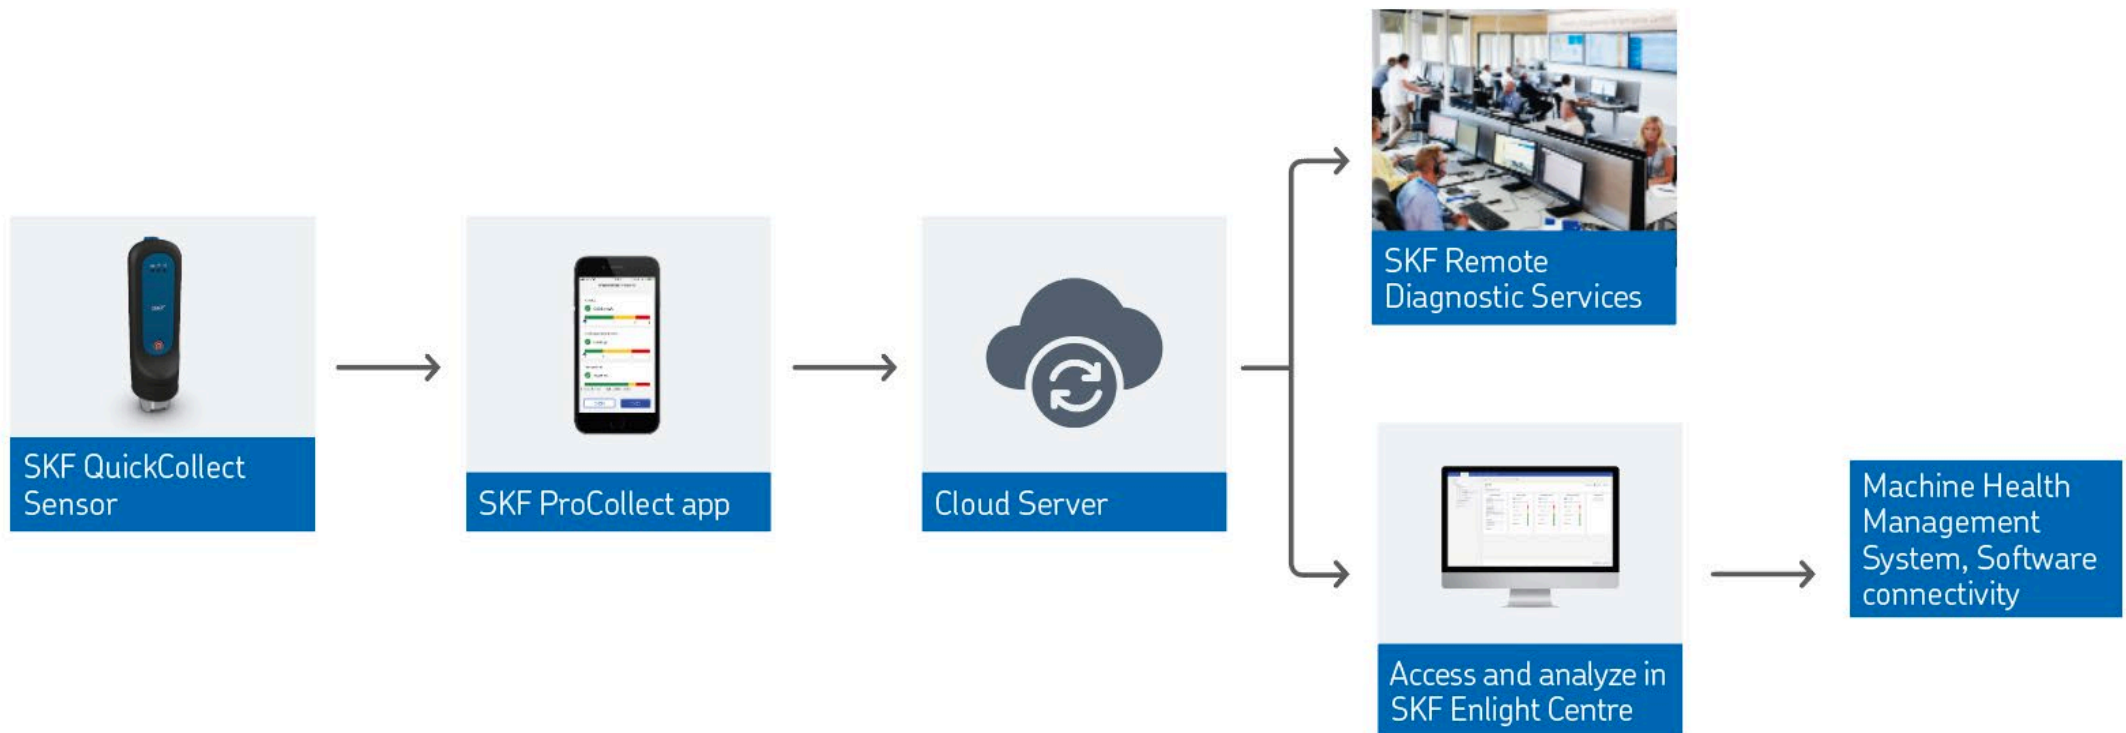 SKF QuickCollect
Sensor
SKF ProCollect app
Cloud Server
SKF Remote
Diagnostic Services
Access and analyze in
SKF Enlight Centre
Machine Health
Management
System, Software
connectivity